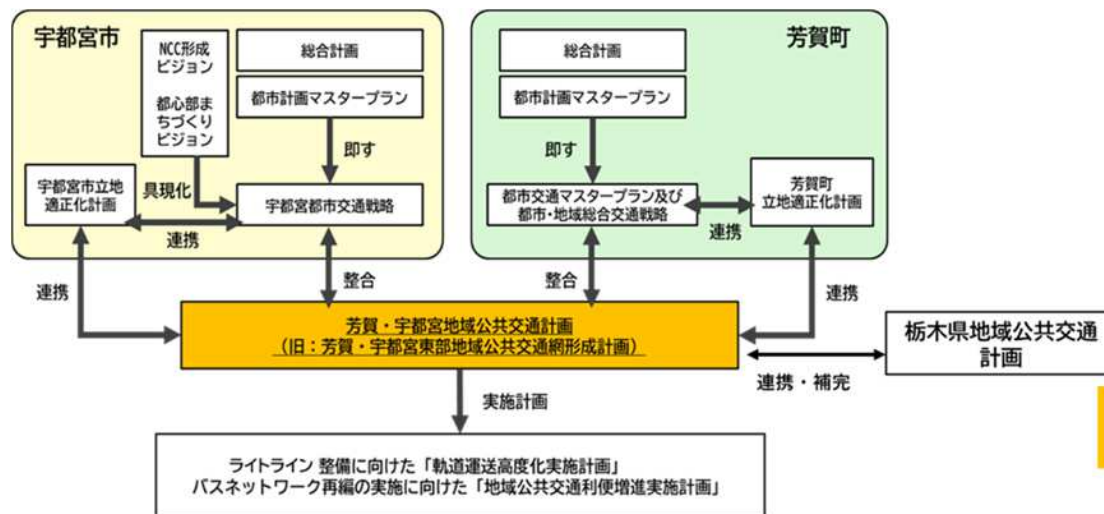 宇都宮市
NCC形成
ビジョン
都心部ま
ちづくり
ビジョン
総合計画
都市計画マスタープラン
即す
具現化
宇都宮市立地
適正化計画
宇都宮都市交通戦略
連携
芳賀町
総合計画
都市計画マスタープラン
即す
都市交通マスタープラン及び
都市・地域総合交通戦略
芳賀町
立地適正化計画
連携
連携
整合
整合
連携
芳賀・宇都宮地域公共交通計画
（旧：芳賀・宇都宮東部地域公共交通網形成計画）
栃木県地域公共交通
計画
連携・補完
実施計画
ライトライン 整備に向けた「軌道運送高度化実施計画」
バスネットワーク再編の実施に向けた「地域公共交通利便増進実施計画」